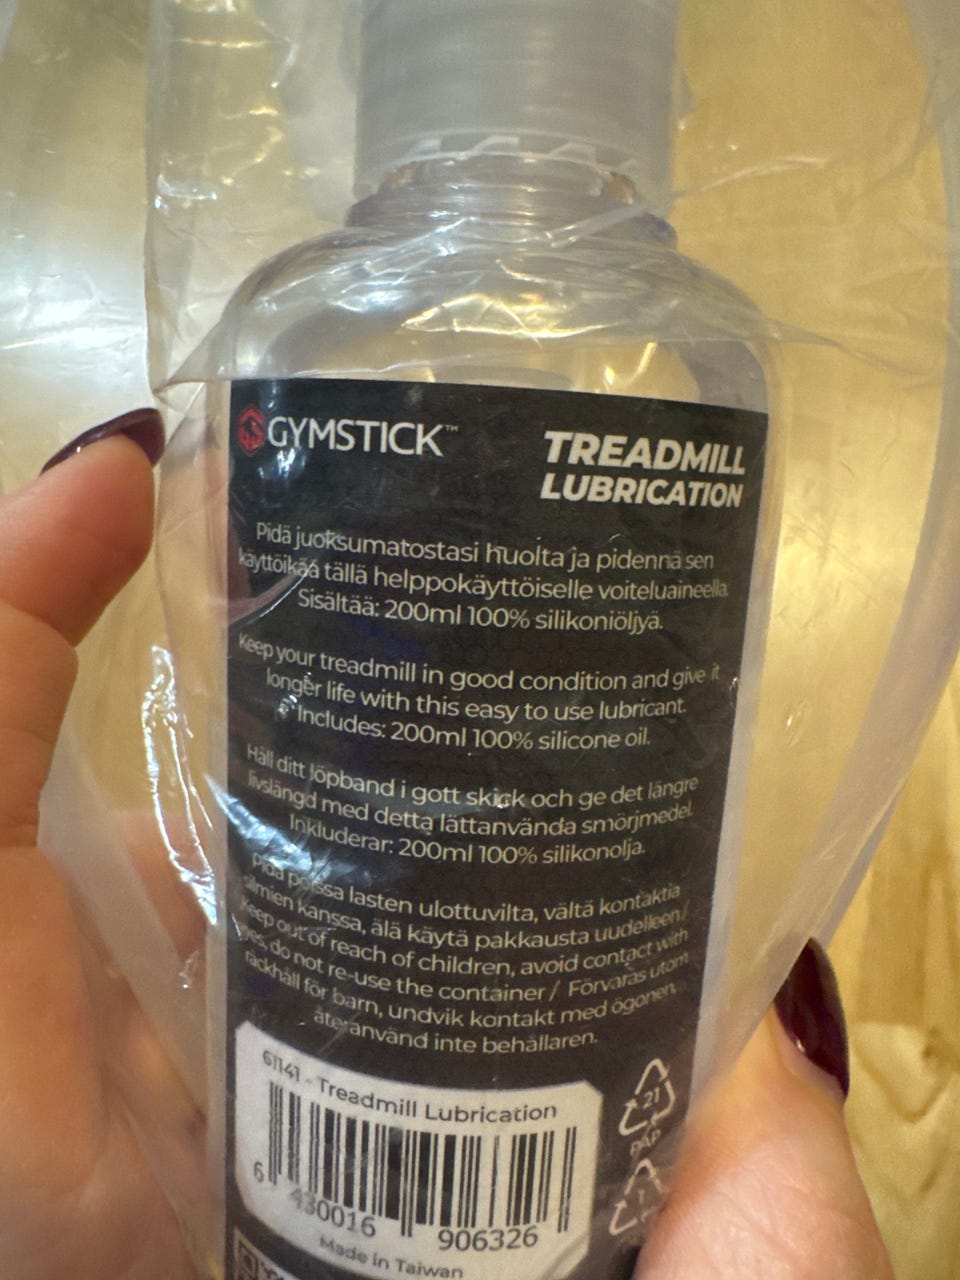 GYMSTICK™
TREADMILL
LUBRICATION
Pidä juoksumatostasi huolta ja pidennä sen
käyttöikää tällä helppokäyttöiselle voiteluaineella.
Sisältää: 200ml 100% silikoniöljyä.
Keep your treadmill in good condition and give it
longer life with this easy to use lubricant.
Includes: 200ml 100% silicone oil.
Håll ditt löpband i gott skick och ge det längre
livslängd med detta lättanvända smörjmedel.
Inkluderar: 200ml 100% silikonolja.
Pidä poissa lasten ulottuvilta, vältä kontaktia
silmien kanssa, älä käytä pakkausta uudelleen /
Keep out of reach of children, avoid contact with
eyes, do not re-use the container / Förvaras utom
räckhåll för barn, undvik kontakt med ögonen,
återanvänd inte behållaren.
61141 - Treadmill Lubrication
6 430016 906326
Made in Taiwan
21
PAP
1